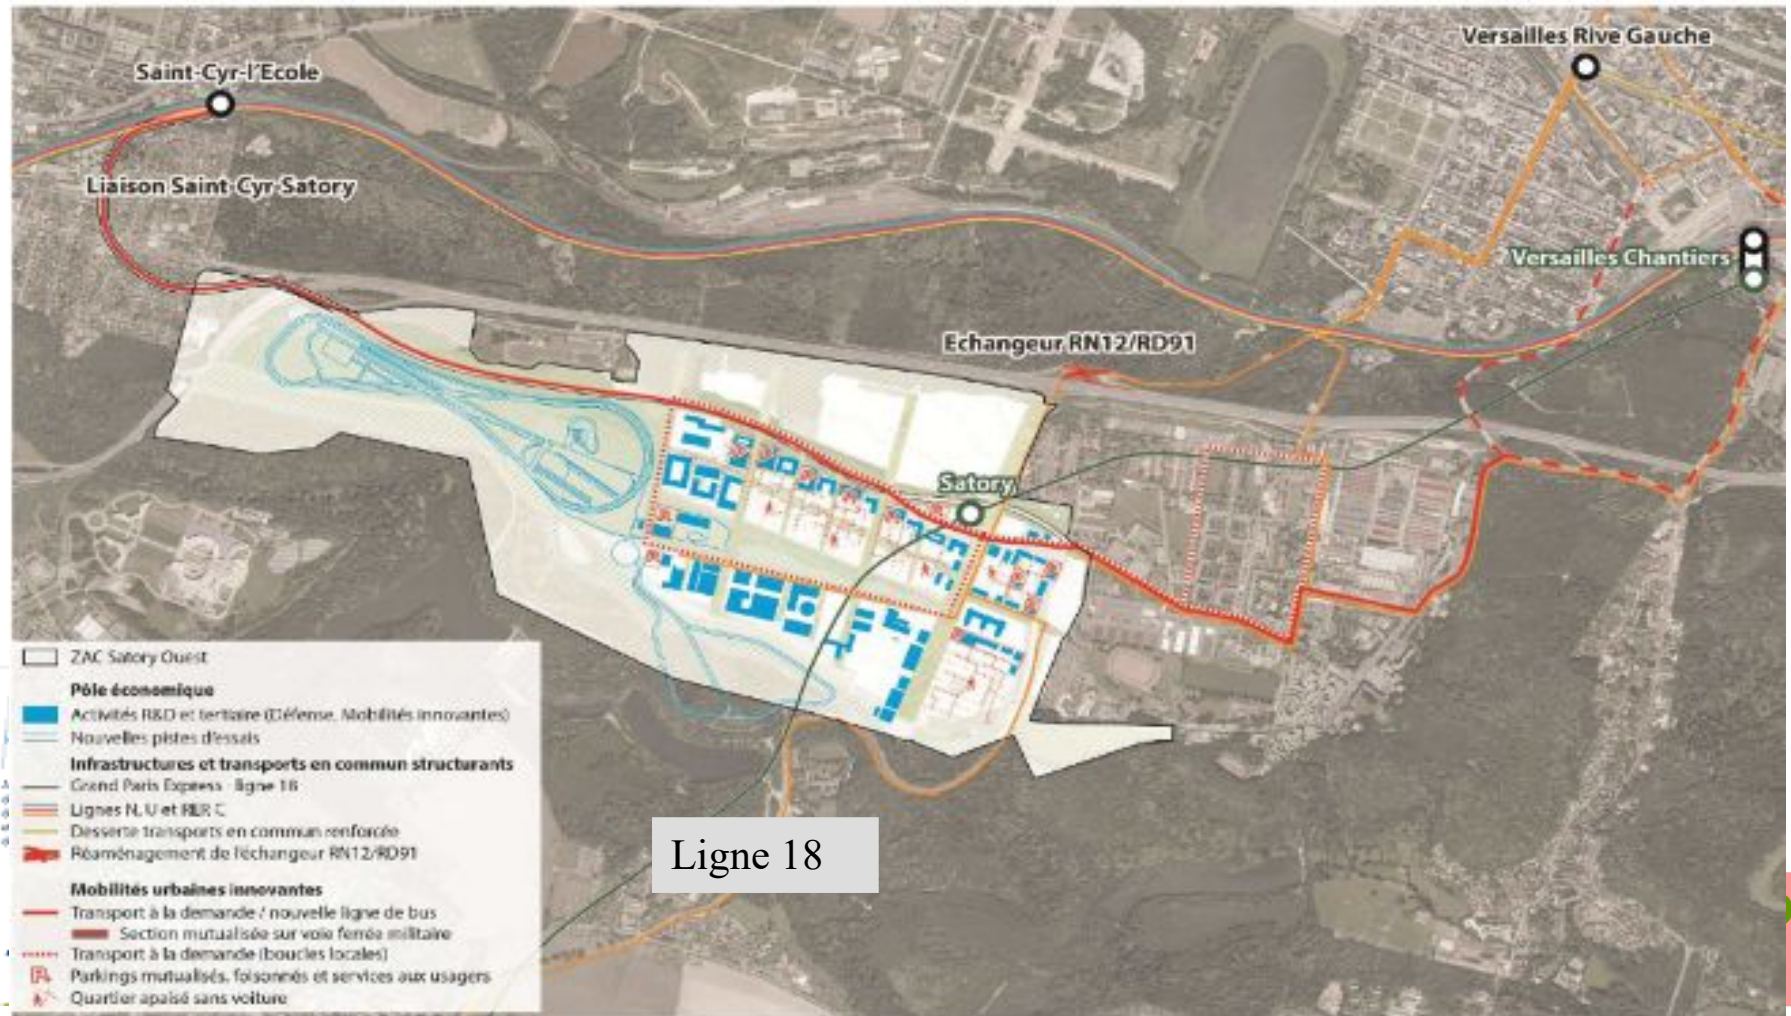 Versailles Rive Gauche
Saint-Cyr-l'Ecole
Liaison Saint-Cyr-Satory
Versailles Chantiers
Echangeur RN12/RD91
Satory
ZAC Satory Ouest
Pôle économique
Activités R&D et tertiaire (Défense, Mobilités innovantes)
Nouvelles pistes d'essais
Infrastructures et transports en commun structurants
Grand Paris Express - ligne 18
Lignes N, U et RER C
Desserte transports en commun renforcée
Réaménagement de l'échangeur RN12/RD91
Mobilités urbaines innovantes
Transport à la demande / nouvelle ligne de bus
Section mutualisée sur voie ferrée militaire
Transport à la demande (boucles locales)
Parkings mutualisés, foisonnés et services aux usagers
Quartier apaisé sans voiture
Ligne 18